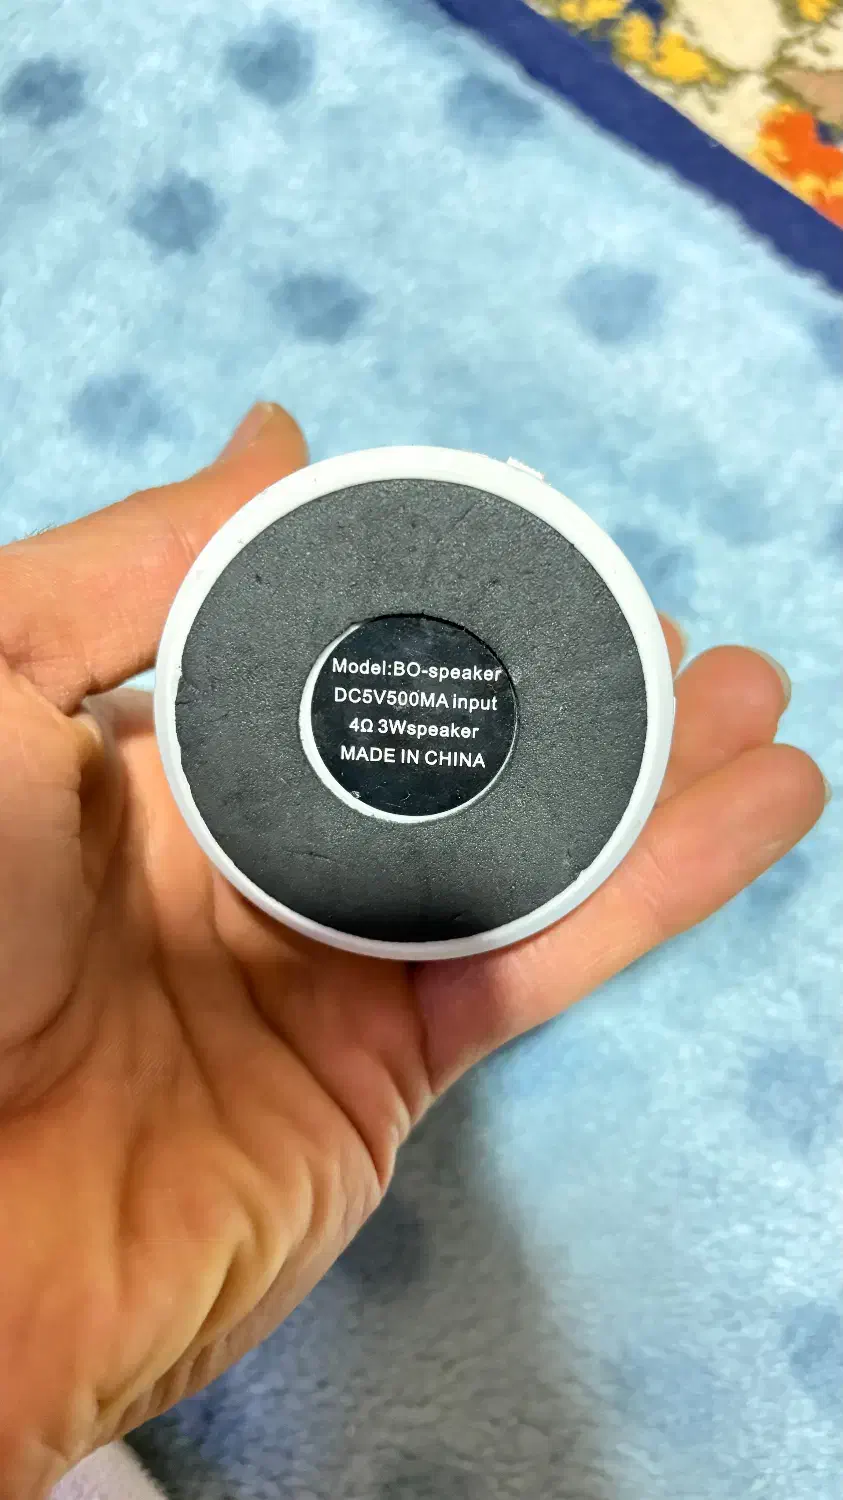 Model:BO-speaker
DC5V500MA input
4Ω 3Wspeaker
MADE IN CHINA